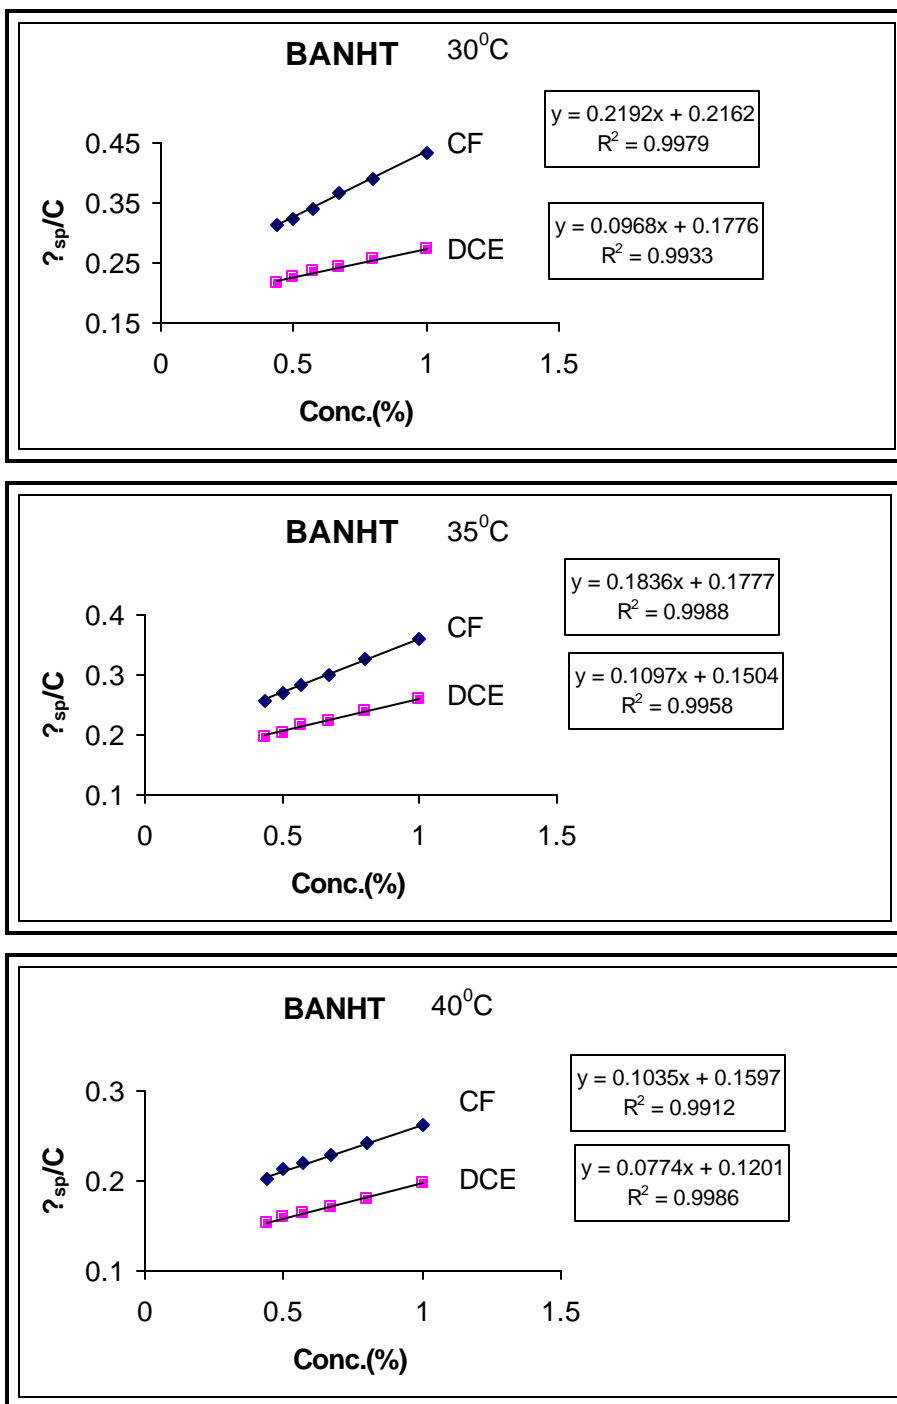 BANHT 30⁰C
y = 0.2192x + 0.2162
R² = 0.9979
0.45
CF
0.35
y = 0.0968x + 0.1776
R² = 0.9933
DCE
0.25
0.15
?sp/C
0 0.5 1 1.5
Conc.(%)
BANHT 35⁰C
y = 0.1836x + 0.1777
R² = 0.9988
0.4
CF
0.3
y = 0.1097x + 0.1504
R² = 0.9958
DCE
0.2
0.1
?sp/C
0 0.5 1 1.5
Conc.(%)
BANHT 40⁰C
y = 0.1035x + 0.1597
R² = 0.9912
0.3
CF
y = 0.0774x + 0.1201
R² = 0.9986
0.2
DCE
0.1
?sp/C
0 0.5 1 1.5
Conc.(%)